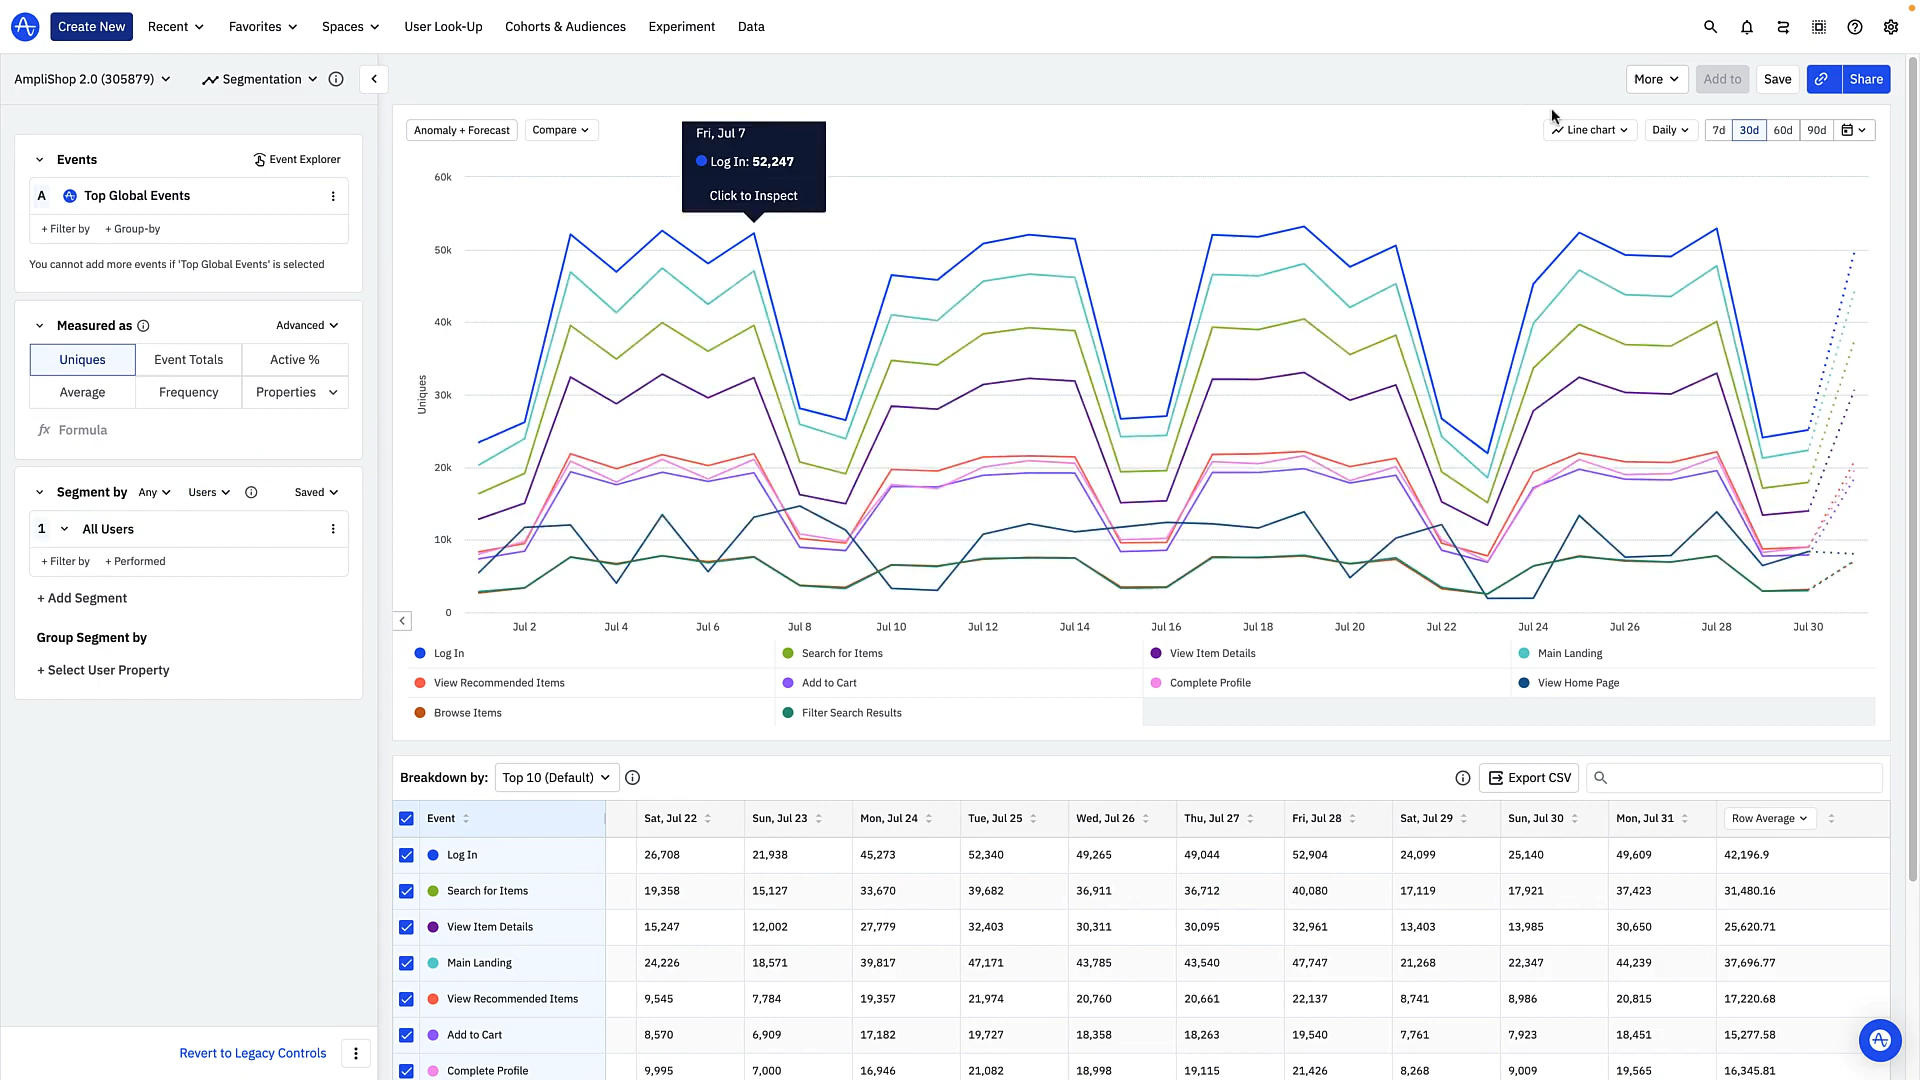 Create New Recent Favorites Spaces User Look-Up Cohorts & Audiences Experiment Data
AmpliShop 2.0 (305879) Segmentation
More Add to Save Share
Events Event Explorer
A Top Global Events
+ Filter by + Group-by
You cannot add more events if 'Top Global Events' is selected
Measured as Advanced
Uniques Event Totals Active %
Average Frequency Properties
fx Formula
Segment by Any Users Saved
1 All Users
+ Filter by + Performed
+ Add Segment
Group Segment by
+ Select User Property
Revert to Legacy Controls
Anomaly + Forecast Compare
Line chart Daily 7d 30d 60d 90d
Fri, Jul 7
Log In: 52,247
Click to Inspect
Uniques
60k
50k
40k
30k
20k
10k
0
Jul 2 Jul 4 Jul 6 Jul 8 Jul 10 Jul 12 Jul 14 Jul 16 Jul 18 Jul 20 Jul 22 Jul 24 Jul 26 Jul 28 Jul 30
Log In Search for Items View Item Details Main Landing
View Recommended Items Add to Cart Complete Profile View Home Page
Browse Items Filter Search Results
Breakdown by: Top 10 (Default) Export CSV
Event Sat, Jul 22 Sun, Jul 23 Mon, Jul 24 Tue, Jul 25 Wed, Jul 26 Thu, Jul 27 Fri, Jul 28 Sat, Jul 29 Sun, Jul 30 Mon, Jul 31 Row Average
Log In 26,708 21,938 45,273 52,340 49,265 49,044 52,904 24,099 25,140 49,609 42,196.9
Search for Items 19,358 15,127 33,670 39,682 36,911 36,712 40,080 17,119 17,921 37,423 31,480.16
View Item Details 15,247 12,002 27,779 32,403 30,311 30,095 32,961 13,403 13,985 30,650 25,620.71
Main Landing 24,226 18,571 39,817 47,171 43,785 43,540 47,747 21,268 22,347 44,239 37,696.77
View Recommended Items 9,545 7,784 19,357 21,974 20,760 20,661 22,137 8,741 8,986 20,815 17,220.68
Add to Cart 8,570 6,909 17,182 19,727 18,358 18,263 19,540 7,761 7,923 18,451 15,277.58
Complete Profile 9,995 7,000 16,946 21,082 18,998 19,115 21,426 8,268 9,009 19,565 16,345.81